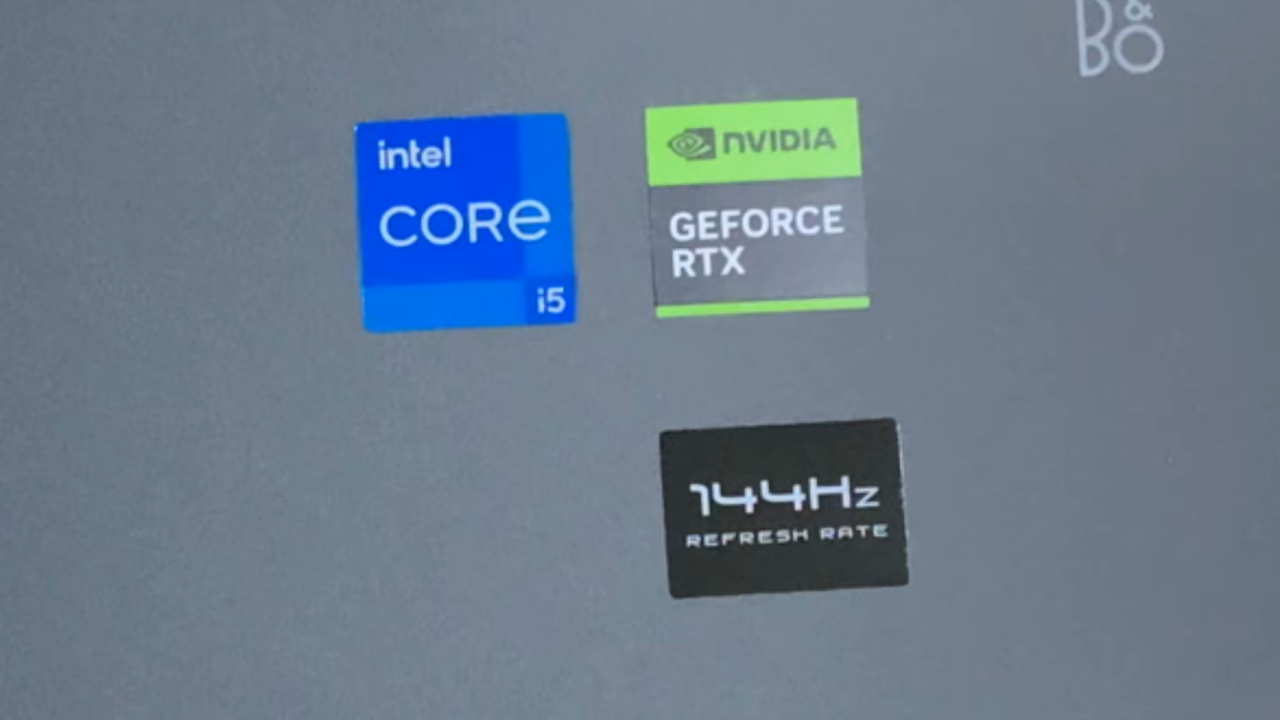 B&O
intel
CORE
i5
NVIDIA
GEFORCE
RTX
144Hz
REFRESH RATE